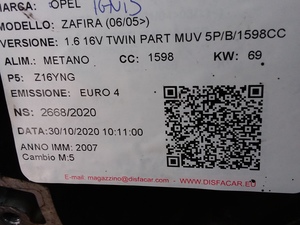 MARCA: OPEL IGNIS
MODELLO: ZAFIRA (06/05>)
VERSIONE: 1.6 16V TWIN PART MUV 5P/B/1598CC
ALIM.: METANO CC: 1598 KW: 69
P5: Z16YNG
EMISSIONE: EURO 4
NS: 2668/2020
DATA:30/10/2020 10:11:00
ANNO IMM: 2007
Cambio M:5
E-mail: magazzino@disfacar.eu WWW.DISFACAR.EU